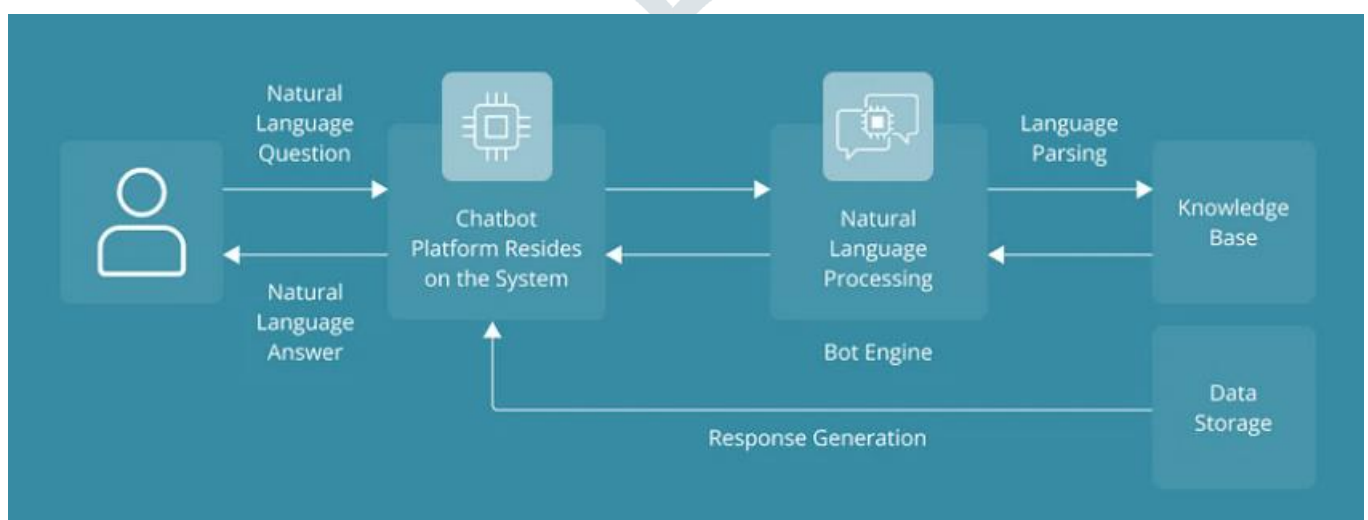 Natural
Language
Question
Chatbot
Platform Resides
on the System
Natural
Language
Answer
Natural
Language
Processing
Bot Engine
Language
Parsing
Knowledge
Base
Data
Storage
Response Generation